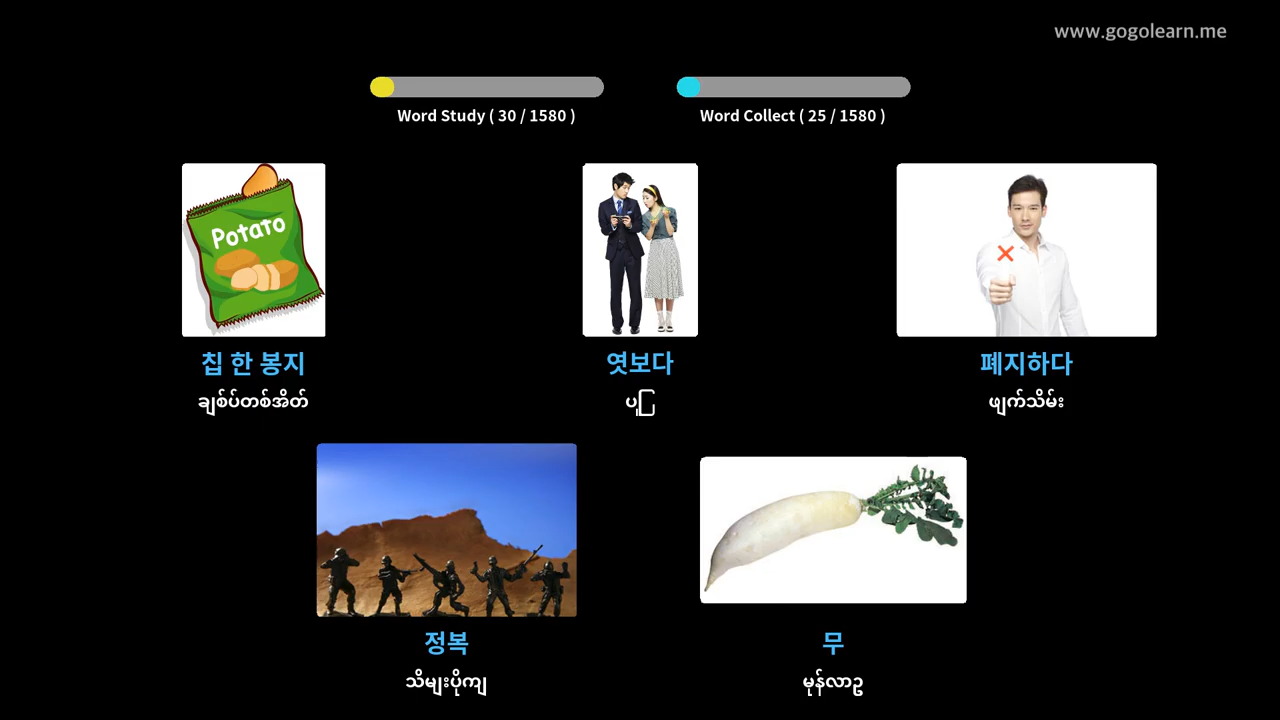 www.gogolearn.me
Word Study ( 30 / 1580 )
Word Collect ( 25 / 1580 )
Potato
칩 한 봉지
엿보다
폐지하다
ချစ်ပ်တစ်အိတ်
ဖျက်သိမ်း
정복
무
သိမျးပိုကျ
မုန်လာဥ